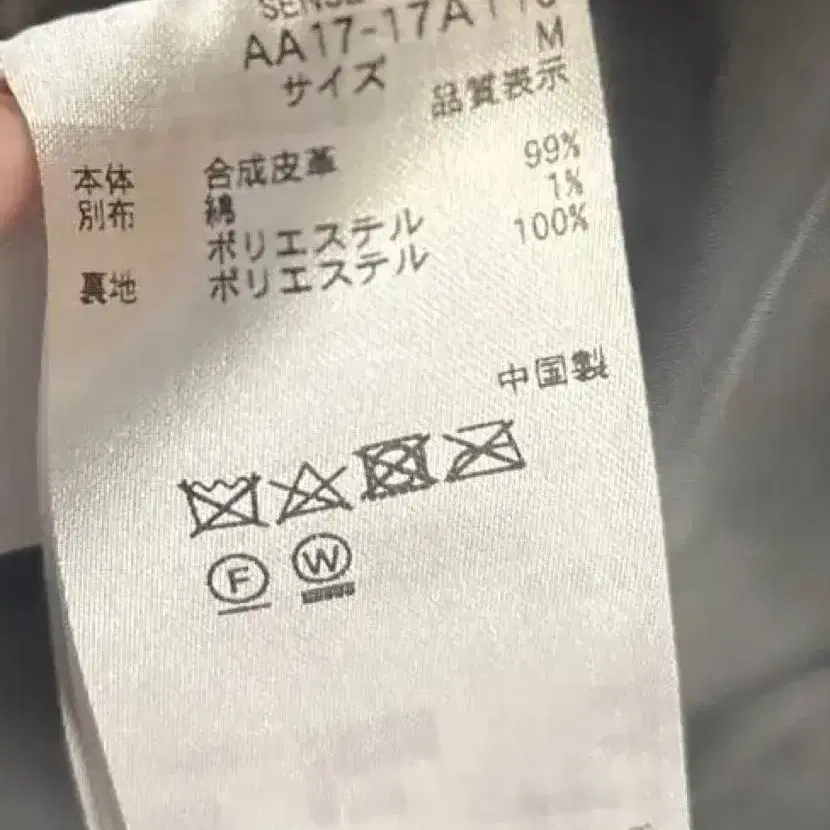 AA17-17A
サイズ M
品質表示
本体 合成皮革
別布 綿 99%
ポリエステル 1%
裏地 ポリエステル 100%
中国製
F W